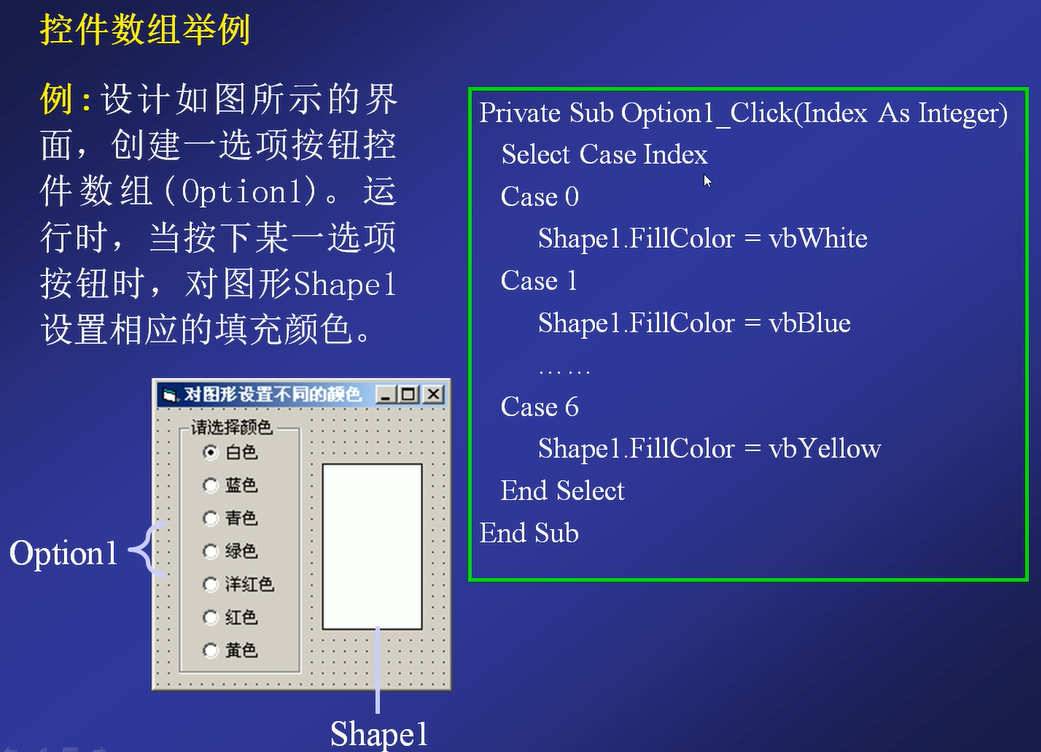 控件数组举例
例:设计如图所示的界
面，创建一选项按钮控
件数组(Option1)。运
行时，当按下某一选项
按钮时，对图形Shape1
设置相应的填充颜色。
Private Sub Option1_Click(Index As Integer)
Select Case Index
Case 0
Shape1.FillColor = vbWhite
Case 1
Shape1.FillColor = vbBlue
……
Case 6
Shape1.FillColor = vbYellow
End Select
End Sub
对图形设置不同的颜色
请选择颜色
白色
蓝色
青色
绿色
洋红色
红色
黄色
Option1
Shape1